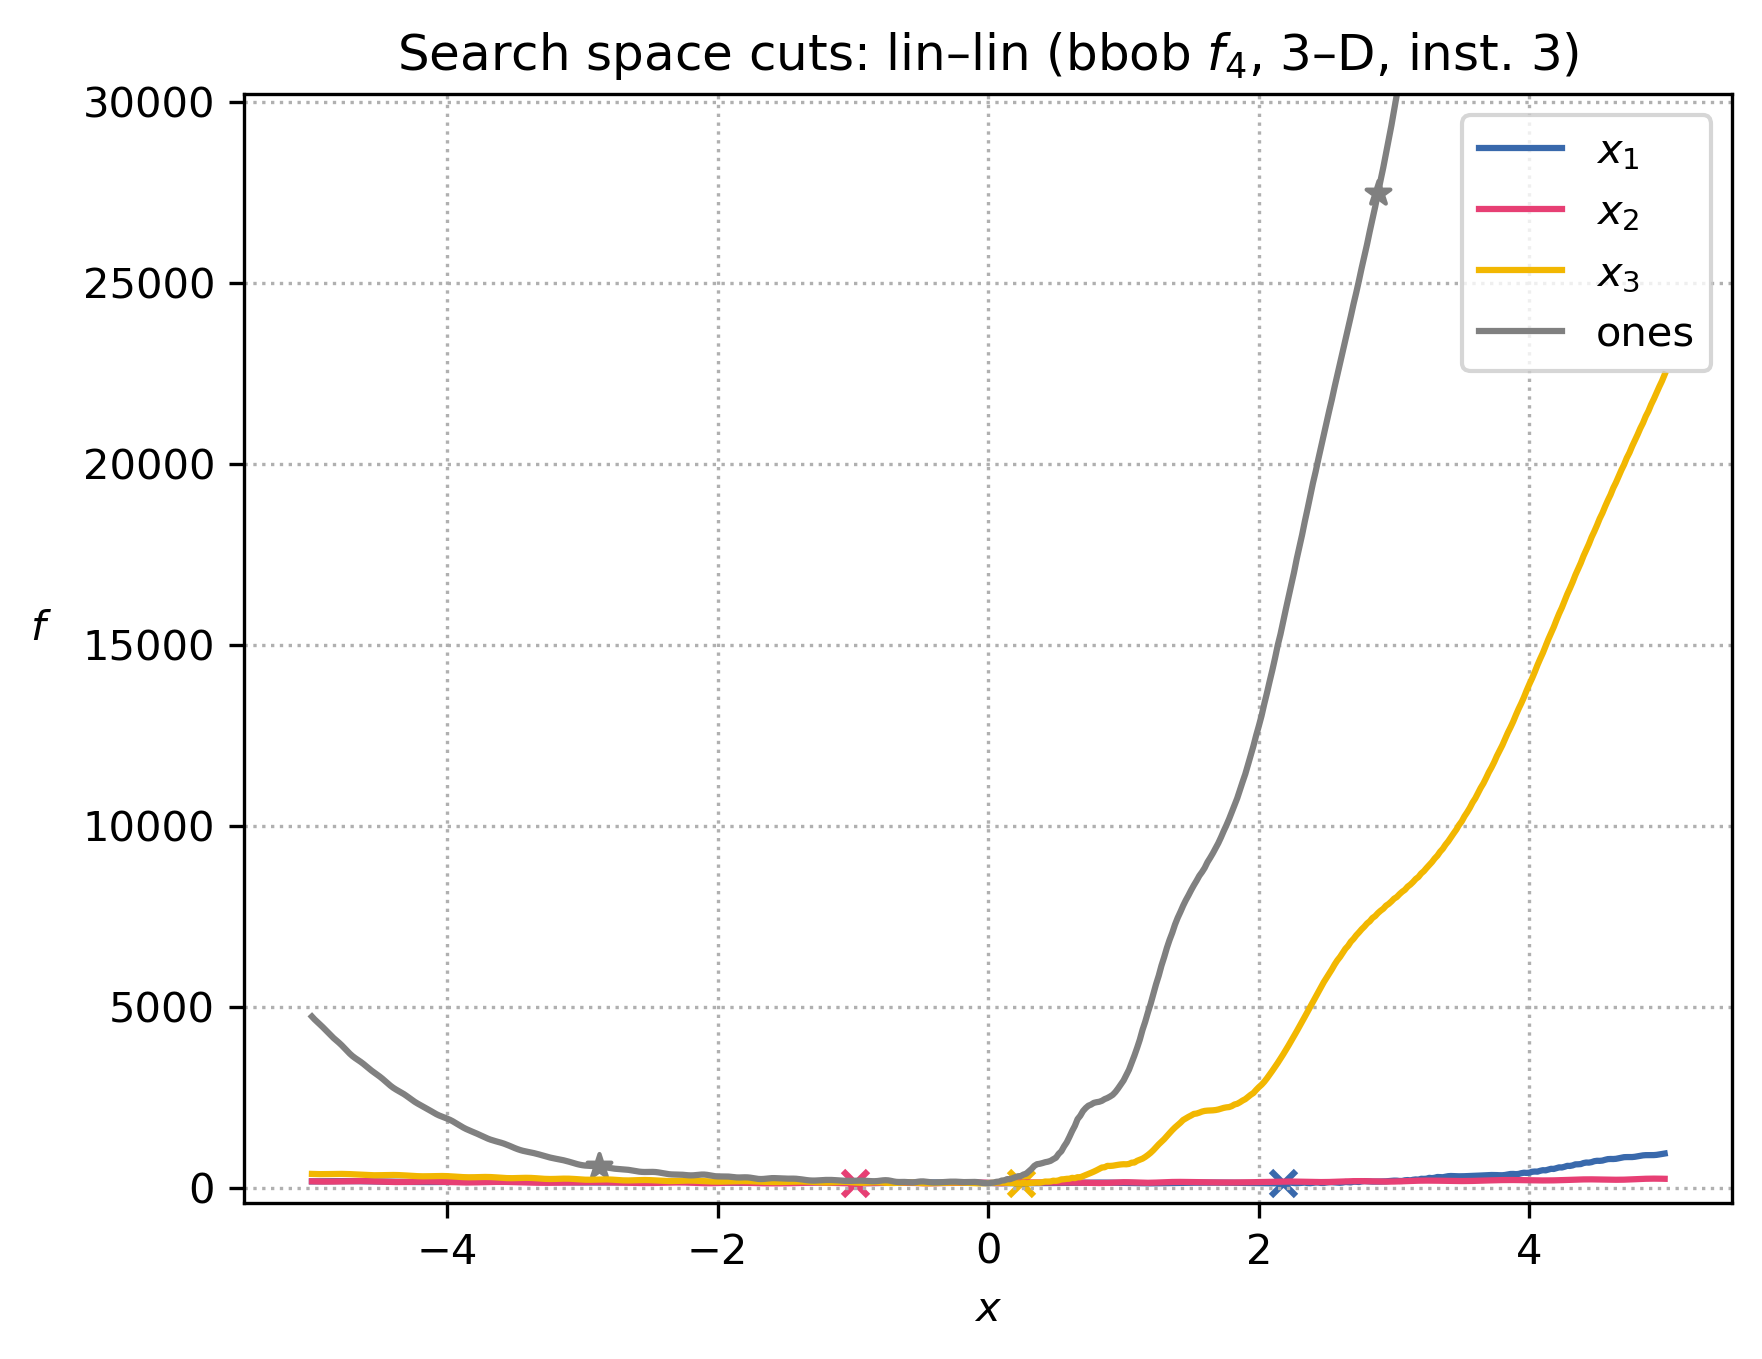 Search space cuts: lin–lin (bbob f₄, 3–D, inst. 3)
30000
25000
20000
15000
10000
5000
0
f
−4
−2
0
2
4
x
x₁
x₂
x₃
ones